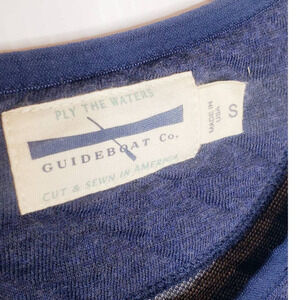 PLY THE WATERS
GUIDEBOAT Co.
CUT & SEWN IN AMERICA
MADE IN
USA
S